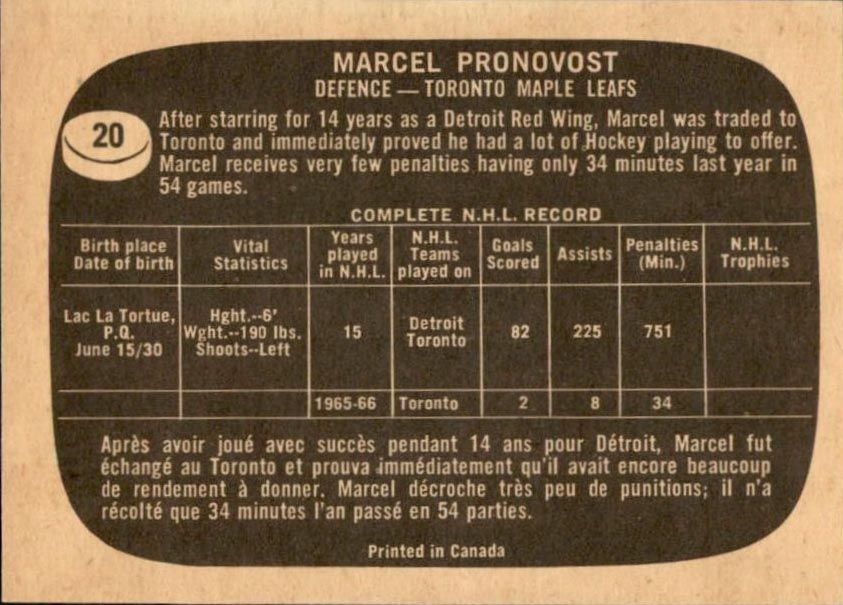 MARCEL PRONOVOST
DEFENCE — TORONTO MAPLE LEAFS
20
After starring for 14 years as a Detroit Red Wing, Marcel was traded to
Toronto and immediately proved he had a lot of Hockey playing to offer.
Marcel receives very few penalties having only 34 minutes last year in
54 games.
COMPLETE N.H.L. RECORD
Birth place
Date of birth
Vital
Statistics
Years
played
in N.H.L.
N.H.L.
Teams
played on
Goals
Scored
Assists
Penalties
(Min.)
N.H.L.
Trophies
Lac La Tortue,
P.Q.
June 15/30
Hght.--6'
Wght.--190 lbs.
Shoots--Left
15
Detroit
Toronto
82
225
751
1965-66
Toronto
2
8
34
Après avoir joué avec succès pendant 14 ans pour Détroit, Marcel fut
échangé au Toronto et prouva immédiatement qu'il avait encore beaucoup
de rendement à donner. Marcel décroche très peu de punitions; il n'a
récolté que 34 minutes l'an passé en 54 parties.
Printed in Canada